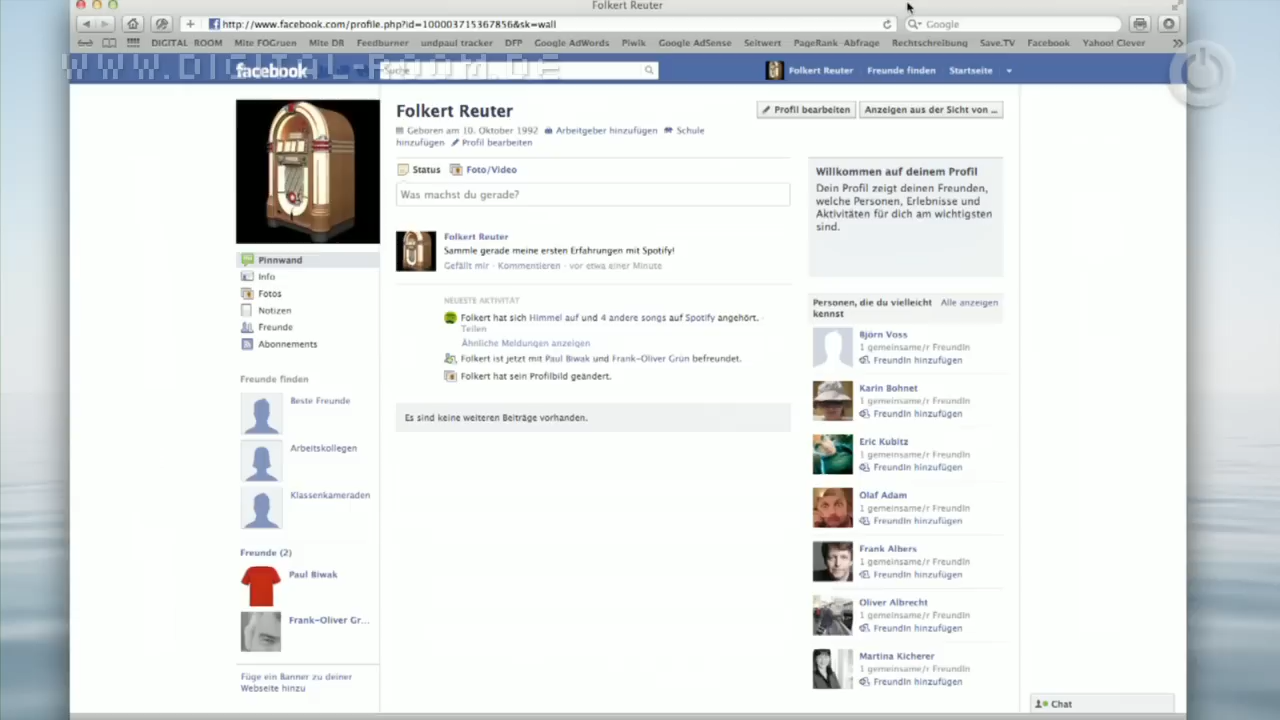 Folkert Reuter
http://www.facebook.com/profile.php?id=100003715367856&sk=wall
Google
DIGITAL ROOM Mite FOGruen Mite DR Feedburner undpaul tracker DFP Google AdWords Piwik Google AdSense Seitwert PageRank-Abfrage Rechtschreibung Save.TV Facebook Yahoo! Clever
WWW.DIGITAL-ROOM.DE
facebook
Suche
Folkert Reuter Freunde finden Startseite
Folkert Reuter
Profil bearbeiten
Anzeigen aus der Sicht von ...
Geboren am 10. Oktober 1992 Arbeitgeber hinzufügen Schule
hinzufügen Profil bearbeiten
Status Foto/Video
Was machst du gerade?
Folkert Reuter
Sammle gerade meine ersten Erfahrungen mit Spotify!
Gefällt mir · Kommentieren · vor etwa einer Minute
NEUESTE AKTIVITÄT
Folkert hat sich Himmel auf und 4 andere songs auf Spotify angehört. ·
Teilen
Ähnliche Meldungen anzeigen
Folkert ist jetzt mit Paul Biwak und Frank-Oliver Grün befreundet.
Folkert hat sein Profilbild geändert.
Es sind keine weiteren Beiträge vorhanden.
Pinnwand
Info
Fotos
Notizen
Freunde
Abonnements
Freunde finden
Beste Freunde
Arbeitskollegen
Klassenkameraden
Freunde (2)
Paul Biwak
Frank-Oliver Gr...
Füge ein Banner zu deiner
Webseite hinzu
Willkommen auf deinem Profil
Dein Profil zeigt deinen Freunden,
welche Personen, Erlebnisse und
Aktivitäten für dich am wichtigsten
sind.
Personen, die du vielleicht Alle anzeigen
kennst
Björn Voss
1 gemeinsame/r FreundIn
FreundIn hinzufügen
Karin Bohnet
1 gemeinsame/r FreundIn
FreundIn hinzufügen
Eric Kubitz
1 gemeinsame/r FreundIn
FreundIn hinzufügen
Olaf Adam
1 gemeinsame/r FreundIn
FreundIn hinzufügen
Frank Albers
1 gemeinsame/r FreundIn
FreundIn hinzufügen
Oliver Albrecht
1 gemeinsame/r FreundIn
FreundIn hinzufügen
Martina Kicherer
1 gemeinsame/r FreundIn
FreundIn hinzufügen
Chat